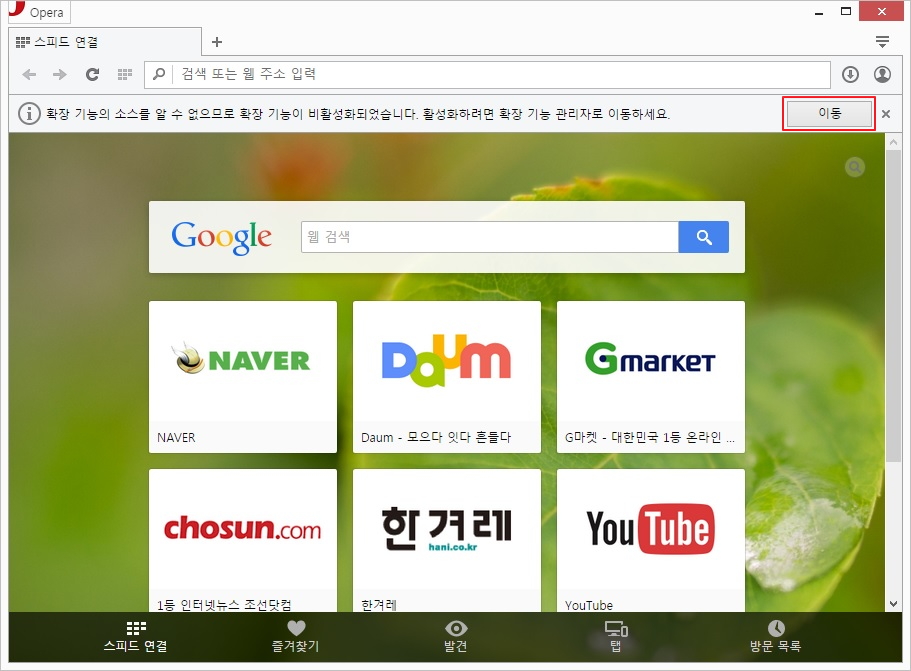 Opera
스피드 연결
검색 또는 웹 주소 입력
확장 기능의 소스를 알 수 없으므로 확장 기능이 비활성화되었습니다. 활성화하려면 확장 기능 관리자로 이동하세요.
이동
Google
웹 검색
NAVER
Daum
Gmarket
NAVER
Daum - 모으다 잇다 흔들다
G마켓 - 대한민국 1등 온라인 ...
chosun.com
한겨레
hani.co.kr
YouTube
1등 인터넷뉴스 조선닷컴
한겨레
YouTube
스피드 연결
즐겨찾기
발견
탭
방문 목록